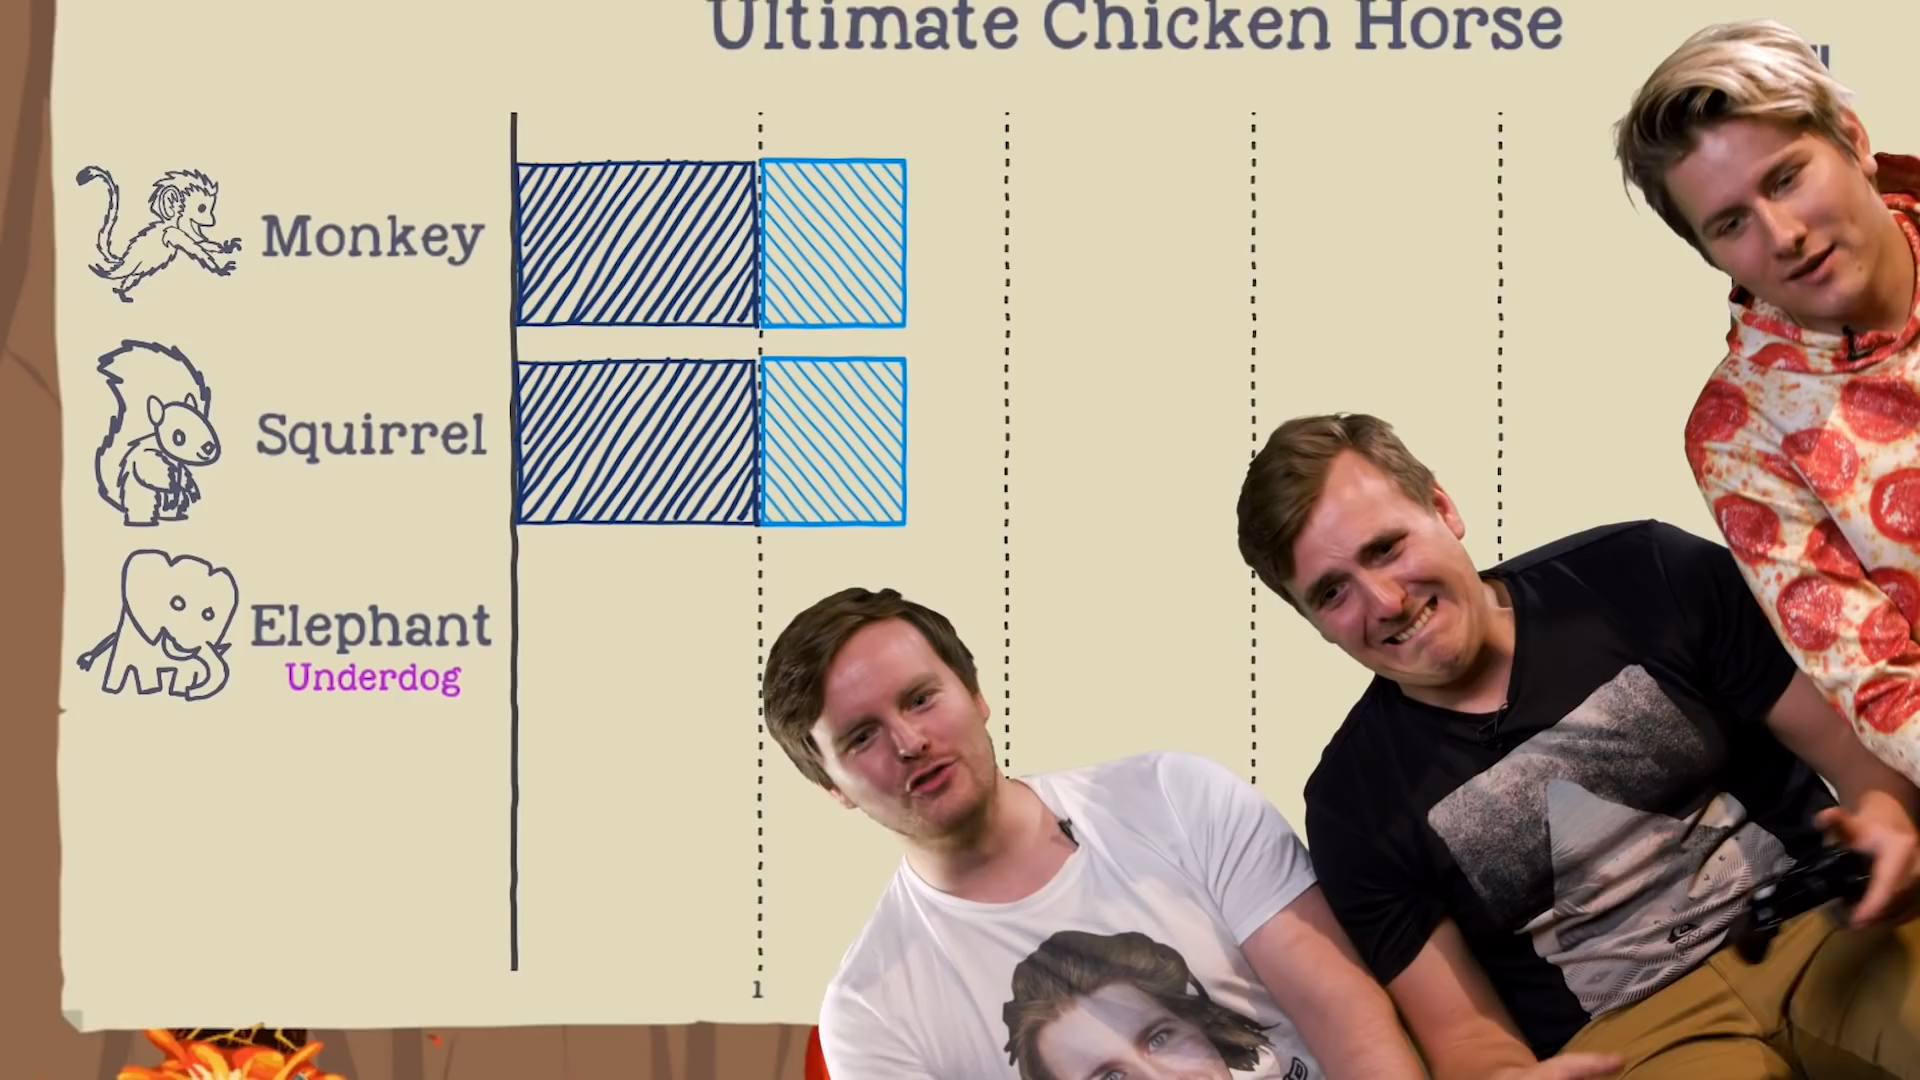 Ultimate Chicken Horse
Monkey
Squirrel
Elephant
Underdog
1